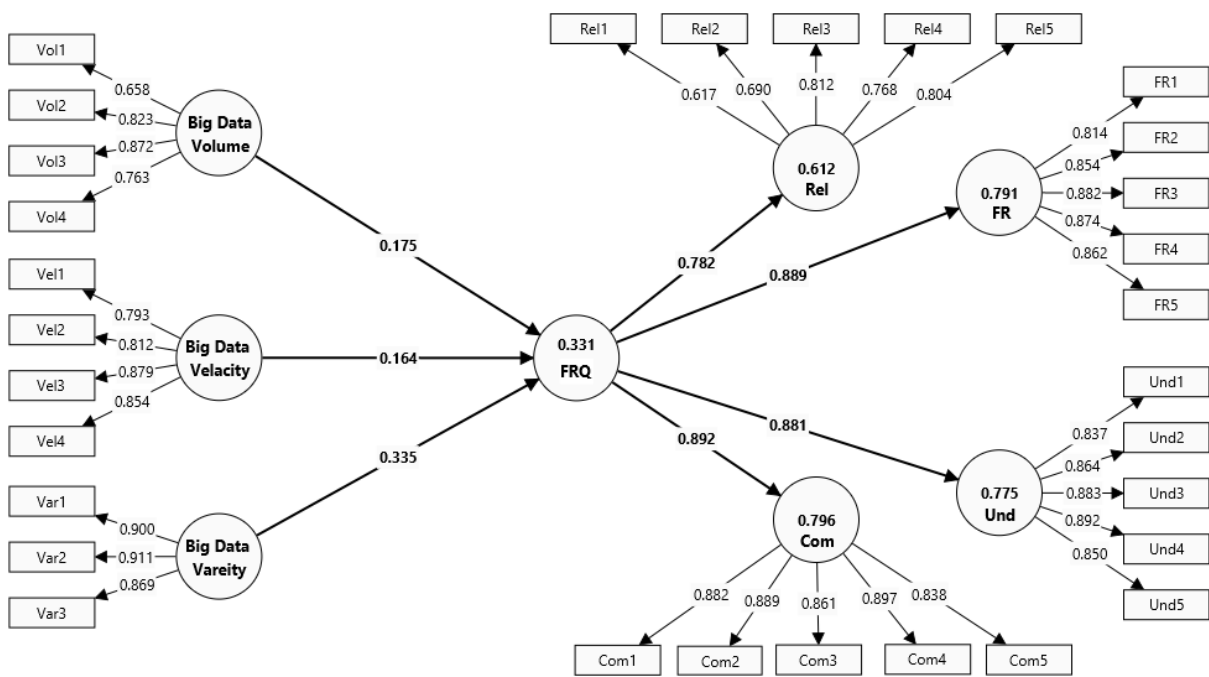 Vol1
0.658
Vol2
0.823
Vol3
0.872
Vol4
0.763
Big Data
Volume
0.175
Vel1
0.793
Vel2
0.812
Vel3
0.879
Vel4
0.854
Big Data
Velacity
0.164
Var1
0.900
Var2
0.911
Var3
0.869
Big Data
Vareity
0.335
0.331
FRQ
Rel1
Rel2
Rel3
Rel4
Rel5
0.617
0.690
0.812
0.768
0.804
0.612
Rel
0.782
0.889
0.791
FR
FR1
0.814
FR2
0.854
FR3
0.882
FR4
0.874
FR5
0.862
0.881
0.892
0.775
Und
Und1
0.837
Und2
0.864
Und3
0.883
Und4
0.892
Und5
0.850
0.796
Com
0.882
0.889
0.861
0.897
0.838
Com1
Com2
Com3
Com4
Com5